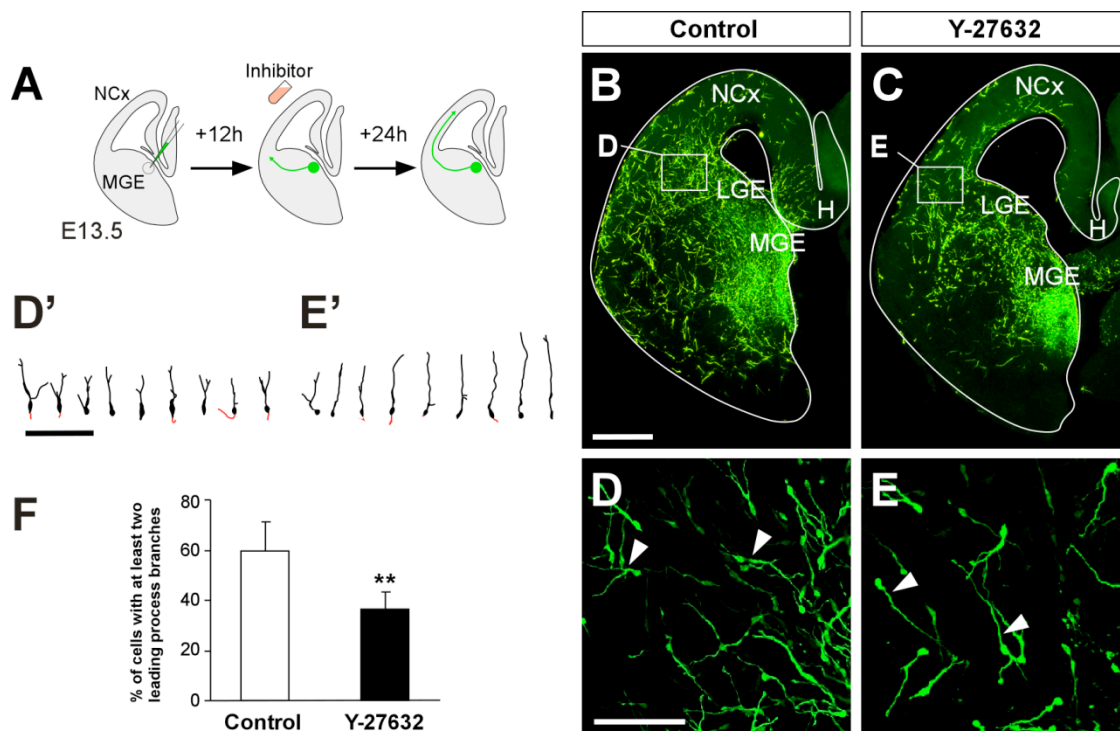 A
NCx
MGE
E13.5
+12h
Inhibitor
+24h
Control
Y-27632
B
NCx
D
LGE
MGE
H
C
NCx
E
LGE
MGE
H
D’
E’
F
% of cells with at least two
leading process branches
80
60
40
20
0
**
Control
Y-27632
D
E